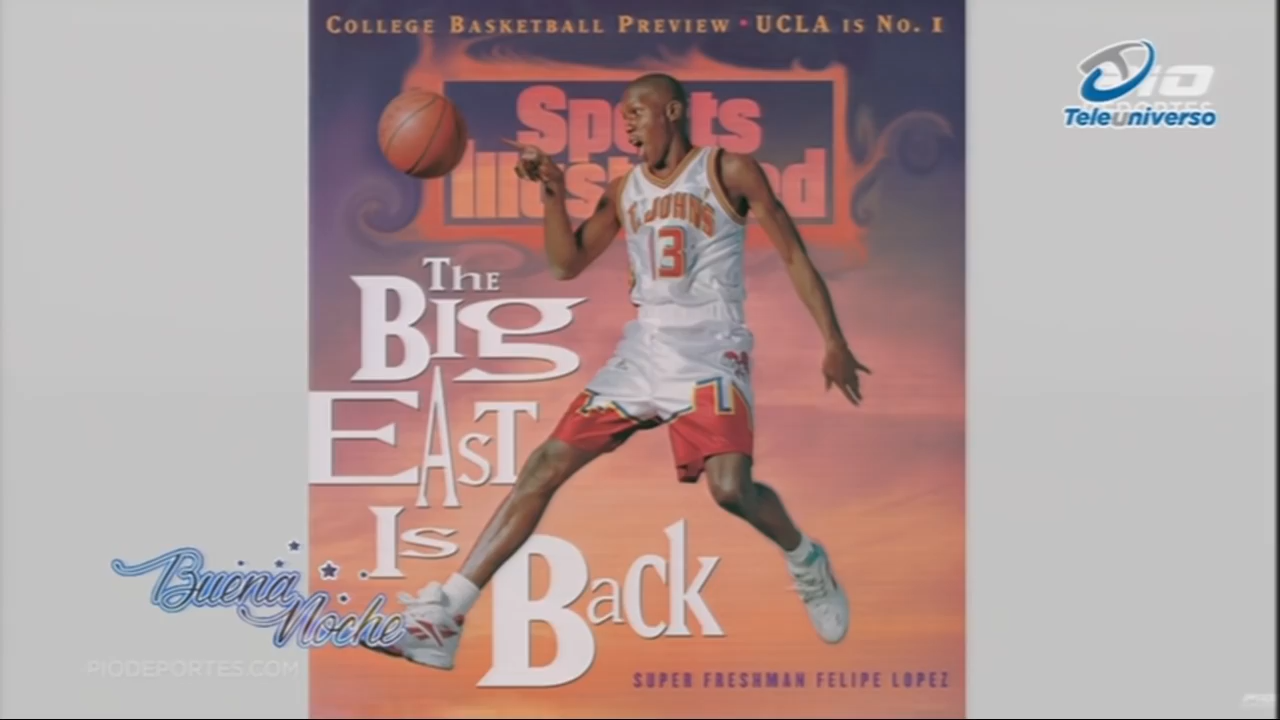 COLLEGE BASKETBALL PREVIEW • UCLA IS NO. 1
Sports
Illustrated
DEPORTES
Teleuniverso
ST. JOHN'S
13
THE
BIG
EAST
IS
BACK
Buena
Noche
PIODEPORTES.COM
SUPER FRESHMAN FELIPE LOPEZ